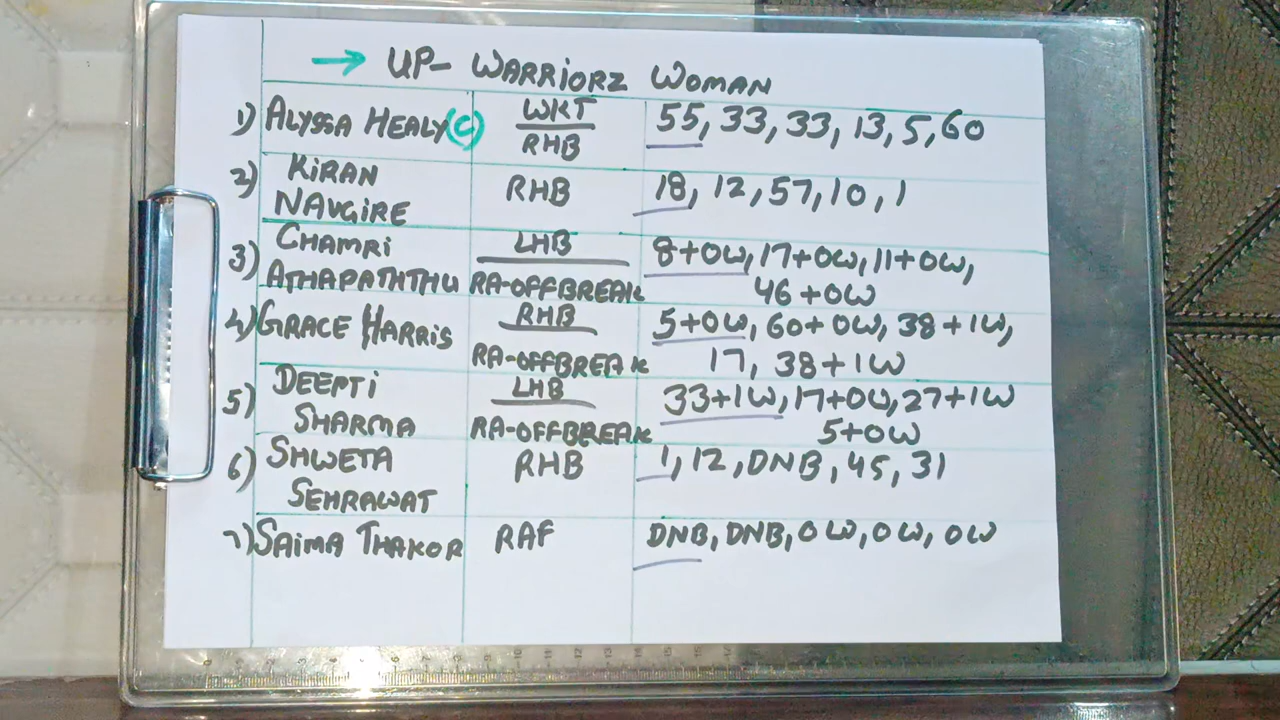 → UP- WARRIORZ WOMAN
1) ALYSSA HEALY (C) WKT 55, 33, 33, 13, 5, 60
RHB
2) KIRAN RHB 18, 12, 57, 10, 1
NAVGIRE
3) CHAMRI LHB 8+0W, 17+0W, 11+0W,
ATHAPATHTHU RA-OFFBREAK 46+0W
4) GRACE HARRIS RHB 5+0W, 60+0W, 38+1W,
RA-OFFBREAK 17, 38+1W
5) DEEPTI LHB 33+1W, 17+0W, 27+1W
SHARMA RA-OFFBREAK 5+0W
6) SHWETA RHB 1, 12, DNB, 45, 31
SEHRAWAT
7) SAIMA THAKOR RAF DNB, DNB, 0W, 0W, 0W